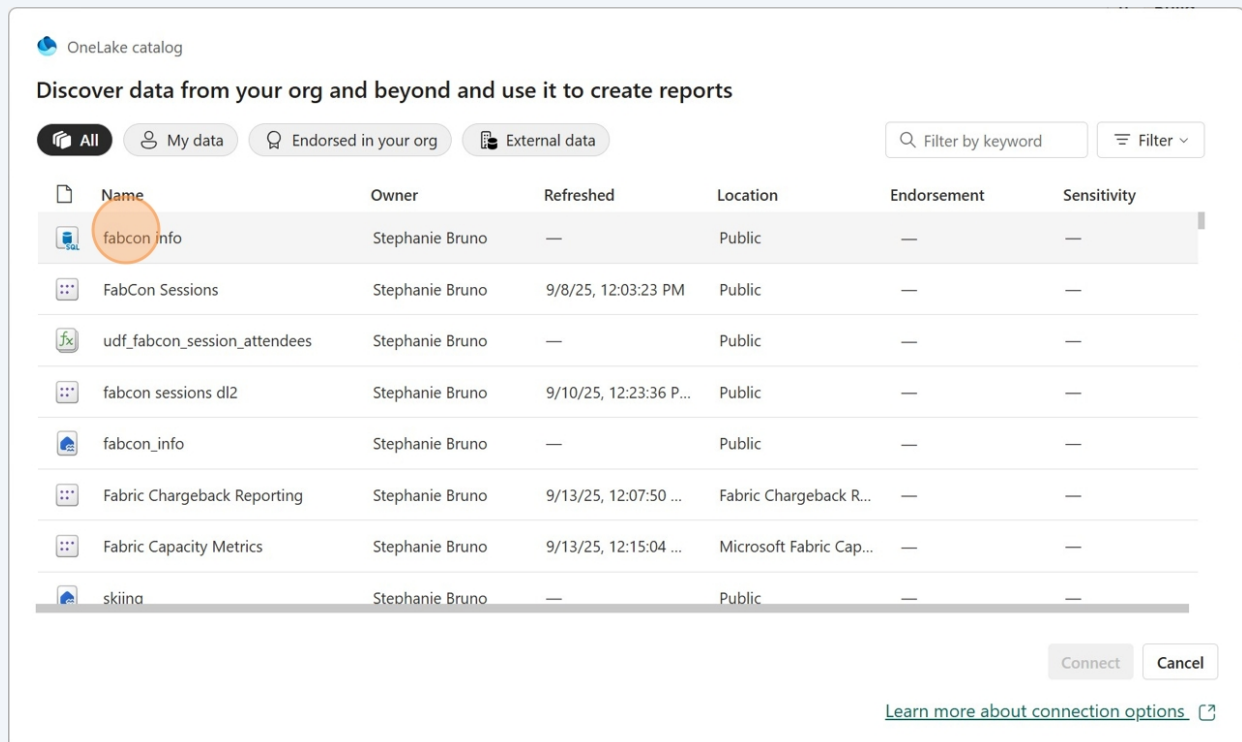 OneLake catalog
Discover data from your org and beyond and use it to create reports
All My data Endorsed in your org External data Filter by keyword Filter
Name Owner Refreshed Location Endorsement Sensitivity
SQL fabcon info Stephanie Bruno — Public — —
FabCon Sessions Stephanie Bruno 9/8/25, 12:03:23 PM Public — —
fx udf_fabcon_session_attendees Stephanie Bruno — Public — —
fabcon sessions dl2 Stephanie Bruno 9/10/25, 12:23:36 P... Public — —
fabcon_info Stephanie Bruno — Public — —
Fabric Chargeback Reporting Stephanie Bruno 9/13/25, 12:07:50 ... Fabric Chargeback R... — —
Fabric Capacity Metrics Stephanie Bruno 9/13/25, 12:15:04 ... Microsoft Fabric Cap... — —
skiing Stephanie Bruno — Public — —
Connect Cancel
Learn more about connection options